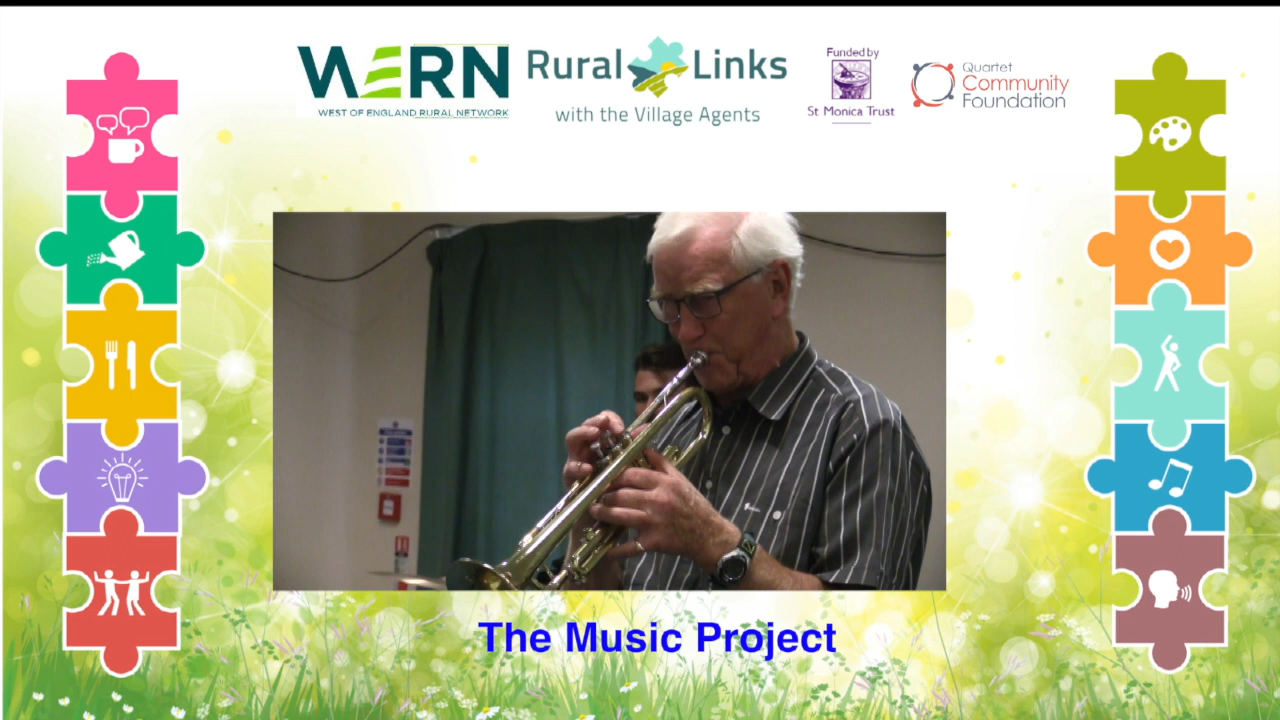 WERN
WEST OF ENGLAND RURAL NETWORK
Rural Links
with the Village Agents
Funded by
St Monica Trust
Quartet
Community
Foundation
The Music Project